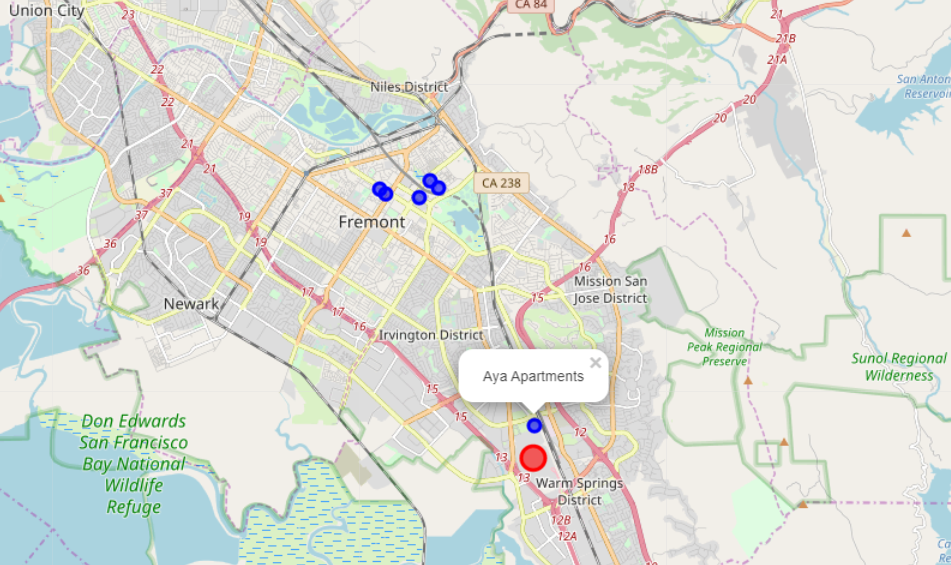 Union City
23
CA 84
21
21B
21A
22
22
Niles District
San Anton
Reservoir
20
20
21
21
18B
18
CA 238
37
37
19
19
Fremont
36
36
16
16
Mission San
Jose District
15
17
17
16
Newark
Irvington District
Mission
Peak Regional
Preserve
Sunol Regional
Wilderness
Aya Apartments
×
15
15
Don Edwards
San Francisco
Bay National
Wildlife
Refuge
12
13
13
Warm Springs
District
12B
12A
Ca
Re